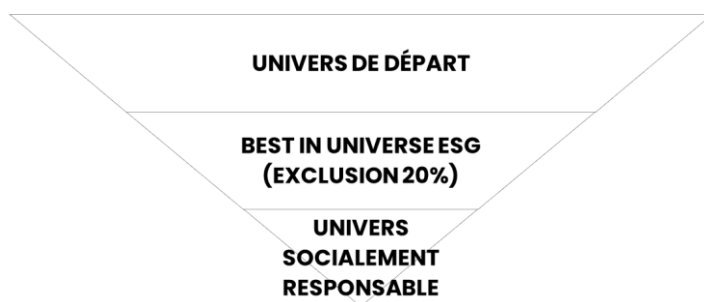 UNIVERS DE DÉPART
BEST IN UNIVERSE ESG
(EXCLUSION 20%)
UNIVERS
SOCIALEMENT
RESPONSABLE